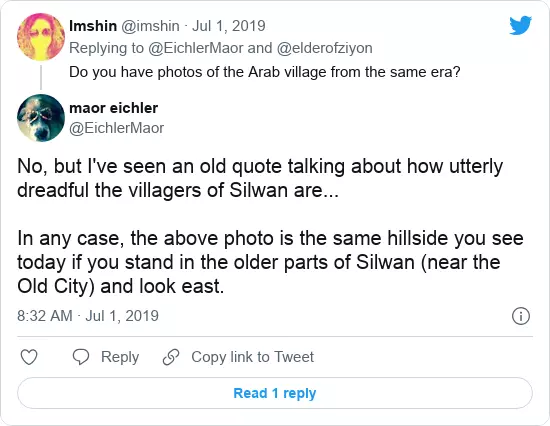 Imshin @imshin · Jul 1, 2019
Replying to @EichlerMaor and @elderofziyon
Do you have photos of the Arab village from the same era?
maor eichler
@EichlerMaor
No, but I've seen an old quote talking about how utterly
dreadful the villagers of Silwan are...
In any case, the above photo is the same hillside you see
today if you stand in the older parts of Silwan (near the
Old City) and look east.
8:32 AM · Jul 1, 2019
Reply
Copy link to Tweet
Read 1 reply